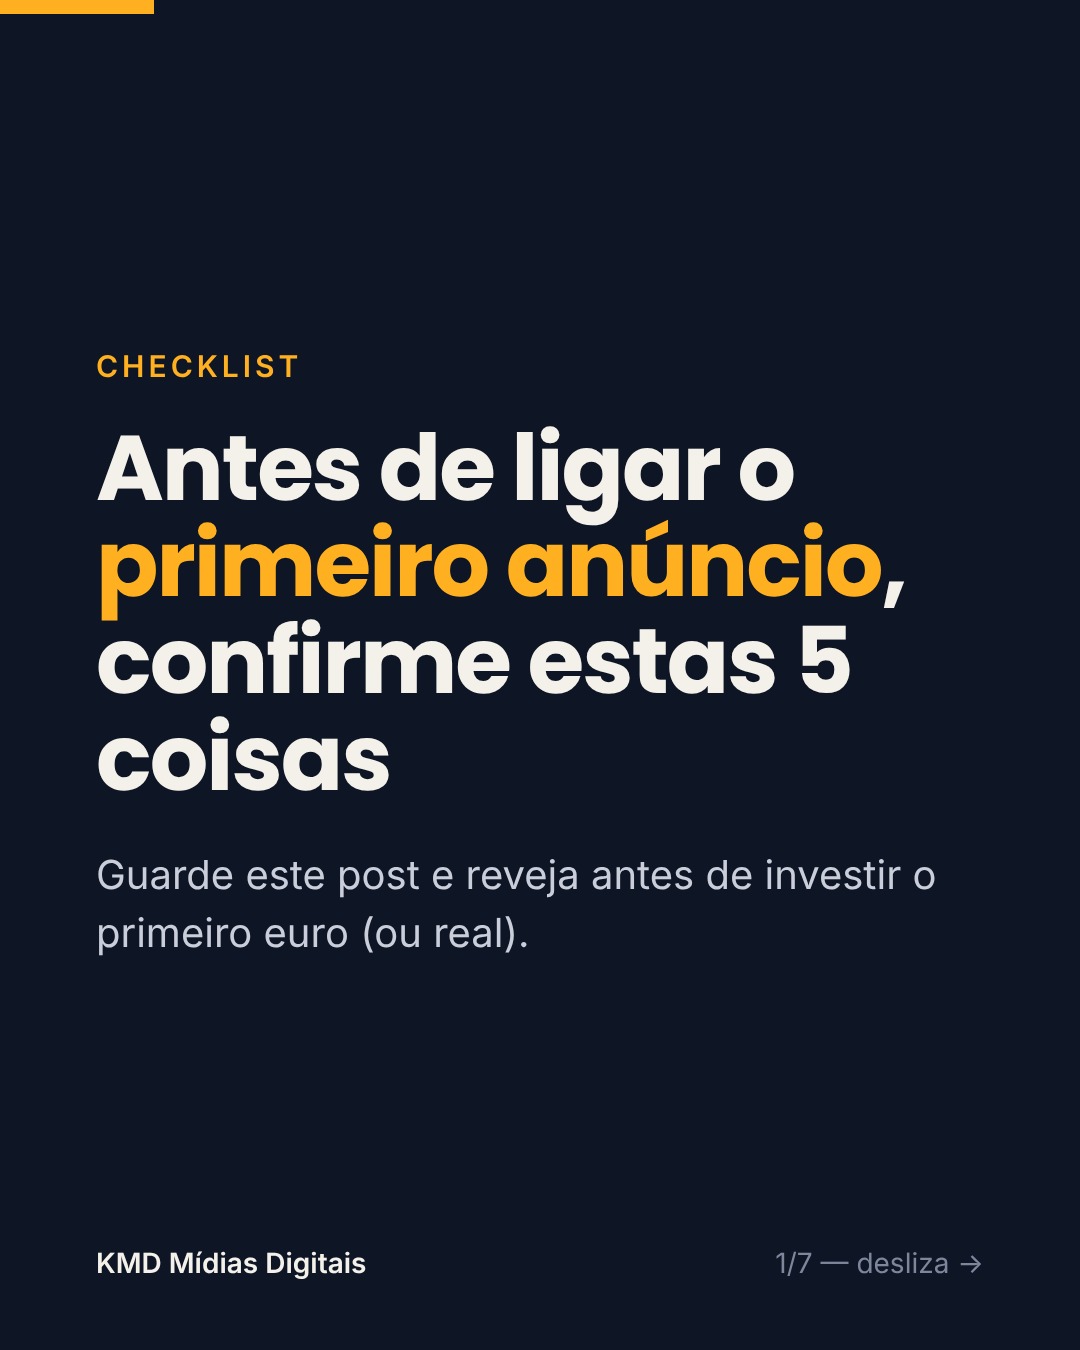 CHECKLIST
Antes de ligar o
primeiro anúncio,
confirme estas 5
coisas
Guarde este post e reveja antes de investir o
primeiro euro (ou real).
KMD Mídias Digitais
1/7 — desliza →